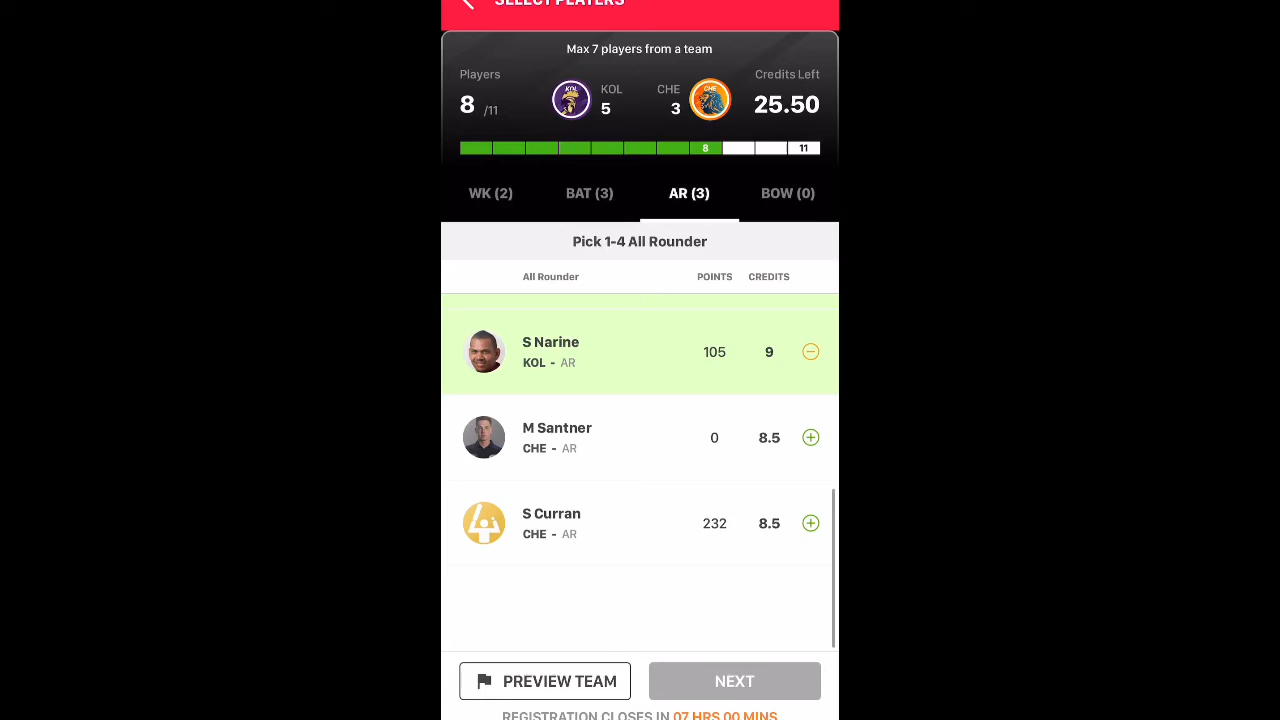 SELECT PLAYERS
Max 7 players from a team
Players
8 /11
KOL
KOL
5
CHE
3
CHE
Credits Left
25.50
8 11
WK (2) BAT (3) AR (3) BOW (0)
Pick 1-4 All Rounder
All Rounder POINTS CREDITS
S Narine
KOL - AR
105 9
M Santner
CHE - AR
0 8.5
S Curran
CHE - AR
232 8.5
PREVIEW TEAM NEXT
REGISTRATION CLOSES IN 07 HRS 00 MINS